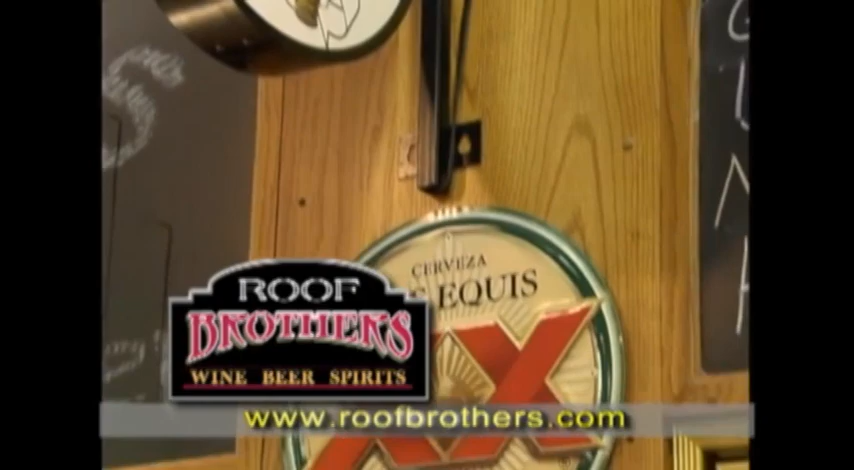 CERVEZA
EQUIS
XX
ROOF
BROTHERS
WINE BEER SPIRITS
www.roofbrothers.com